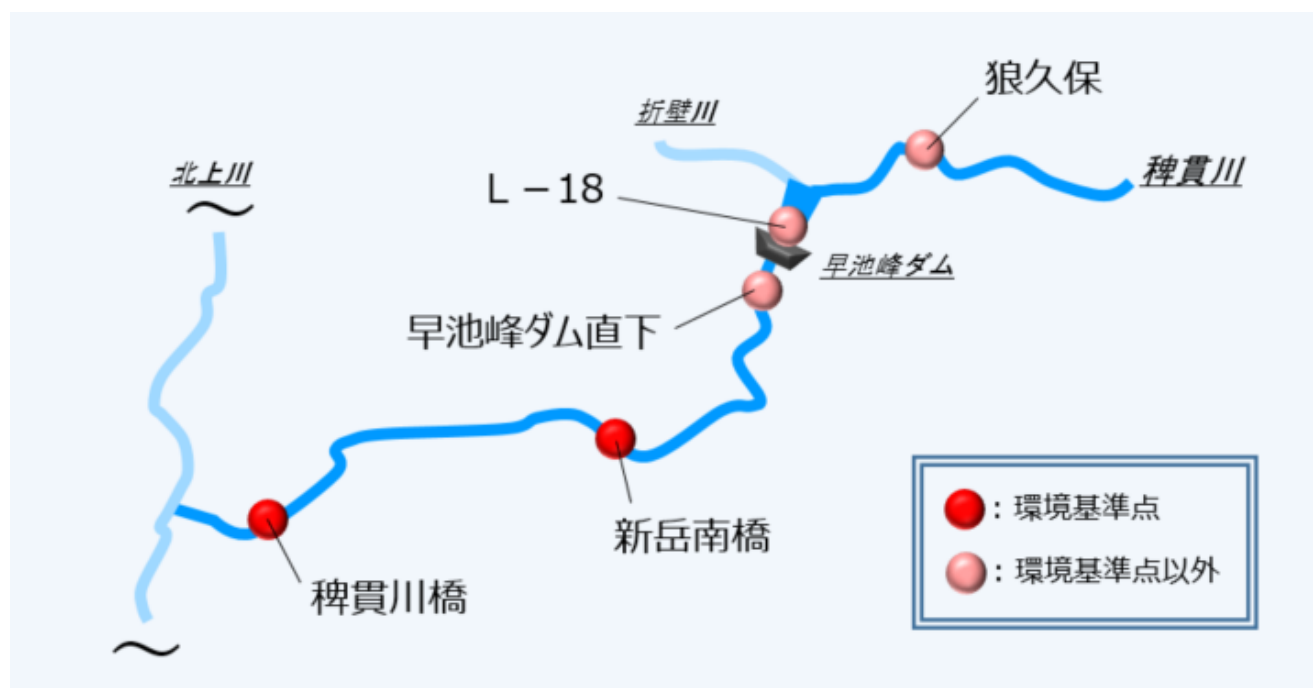 狼久保
折壁川
北上川
稗貫川
L－18
早池峰ダム
早池峰ダム直下
新岳南橋
稗貫川橋
：環境基準点
：環境基準点以外